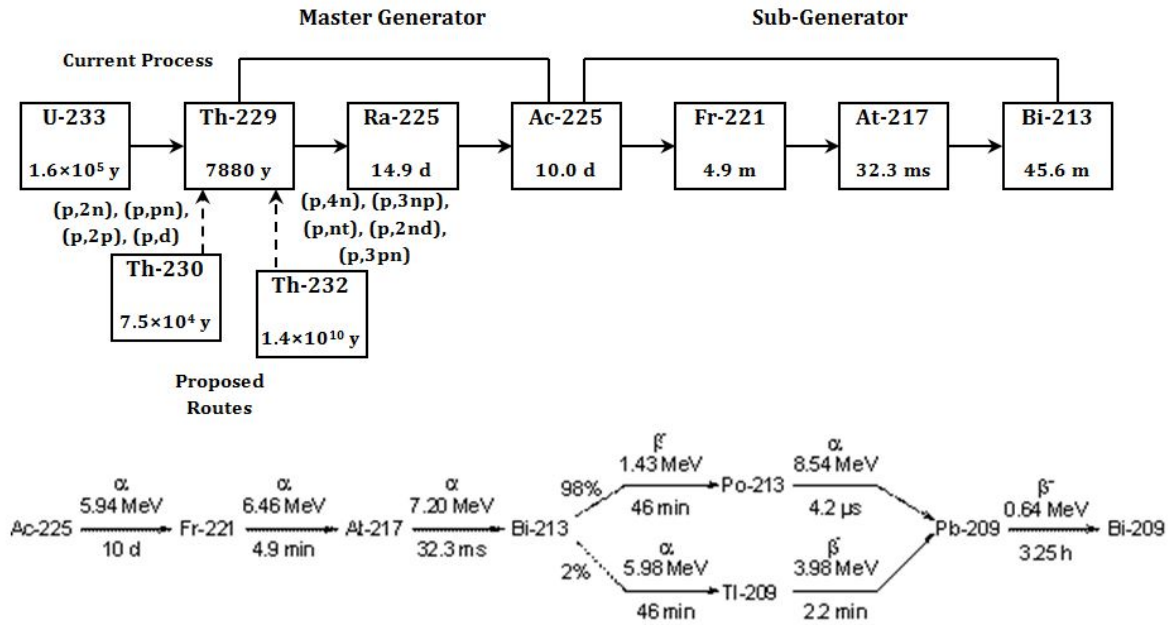 Master Generator
Sub-Generator
Current Process
U-233
1.6×10⁵ y
Th-229
7880 y
Ra-225
14.9 d
Ac-225
10.0 d
Fr-221
4.9 m
At-217
32.3 ms
Bi-213
45.6 m
(p,2n), (p,pn),
(p,2p), (p,d)
(p,4n), (p,3np),
(p,nt), (p,2nd),
(p,3pn)
Th-230
7.5×10⁴ y
Th-232
1.4×10¹⁰ y
Proposed
Routes
Ac-225
α
5.94 MeV
10 d
Fr-221
α
6.46 MeV
4.9 min
At-217
α
7.20 MeV
32.3 ms
Bi-213
98%
β⁻
1.43 MeV
46 min
Po-213
α
8.54 MeV
4.2 µs
2%
α
5.98 MeV
46 min
Tl-209
β⁻
3.98 MeV
2.2 min
Pb-209
β⁻
0.64 MeV
3.25 h
Bi-209